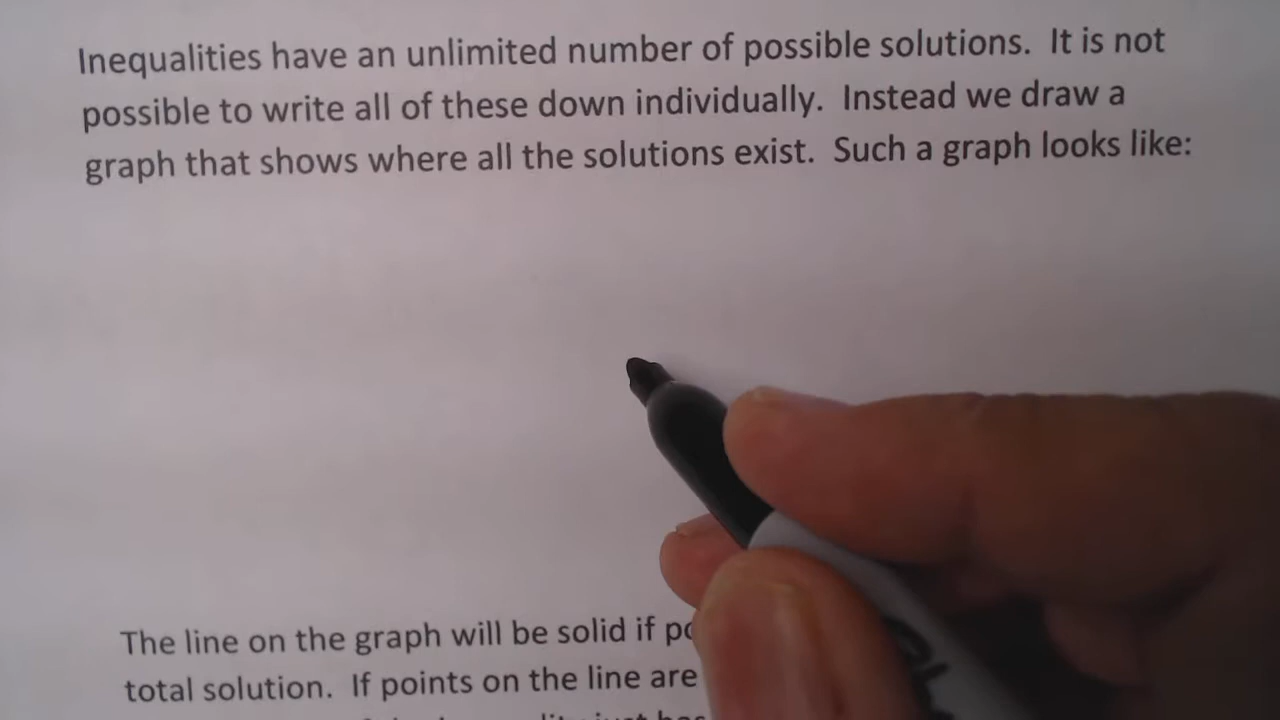 Inequalities have an unlimited number of possible solutions. It is not
possible to write all of these down individually. Instead we draw a
graph that shows where all the solutions exist. Such a graph looks like:
The line on the graph will be solid if
total solution. If points on the line are
just has